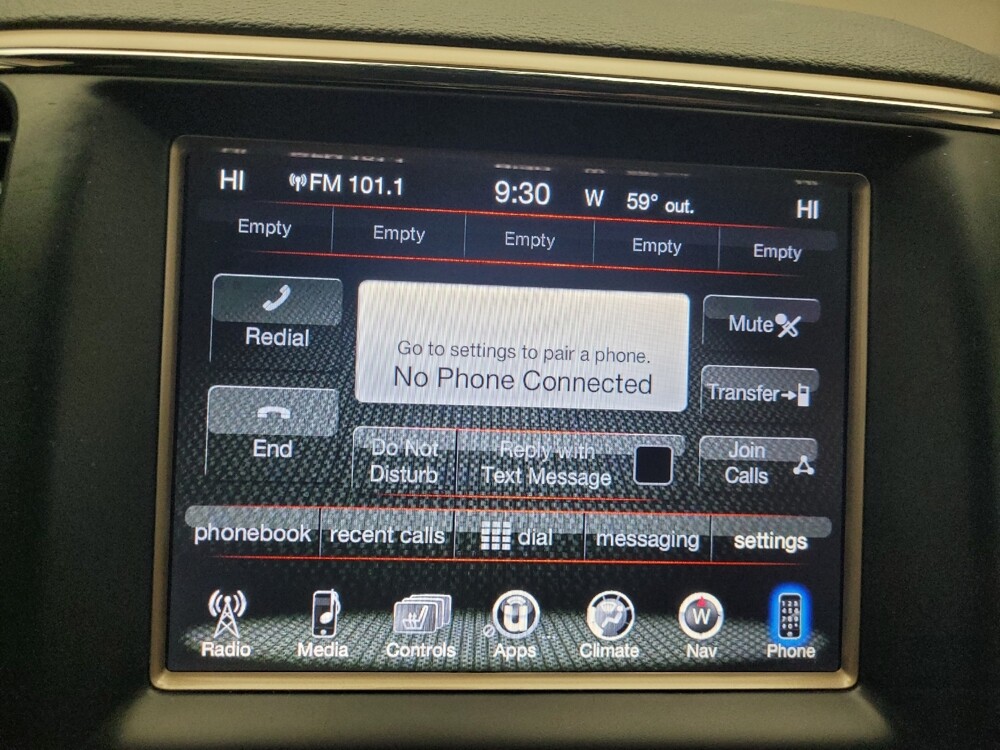 HI FM 101.1 9:30 W 59° out. HI
Empty Empty Empty Empty Empty
Redial
Go to settings to pair a phone.
No Phone Connected
Mute
Transfer
End
Do Not
Disturb
Reply with
Text Message
Join
Calls
phonebook recent calls dial messaging settings
W
Radio Media Controls Apps Climate Nav Phone